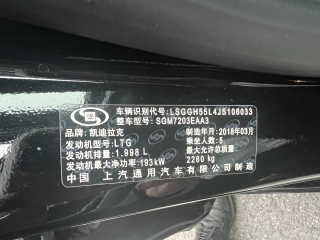 车辆识别代号: LSGGH55L4JS106033
整车型号: SGM7203EAA3
品牌: 凯迪拉克 制造年月: 2018年03月
发动机型号: LTG 乘坐人数: 5
发动机排量: 1.998 L 最大允许总质量:
发动机最大净功率: 193 kW 2260 kg
中国 上汽通用汽车有限公司制造